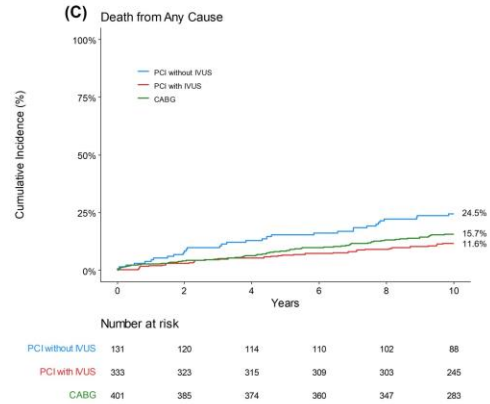 (C) Death from Any Cause
100%
75%
50%
25%
0%
Cumulative Incidence (%)
PCI without IVUS
PCI with IVUS
CABG
24.5%
15.7%
11.6%
0 2 4 6 8 10
Years
Number at risk
PCI without IVUS 131 120 114 110 102 88
PCI with IVUS 333 323 315 309 303 245
CABG 401 385 374 360 347 283